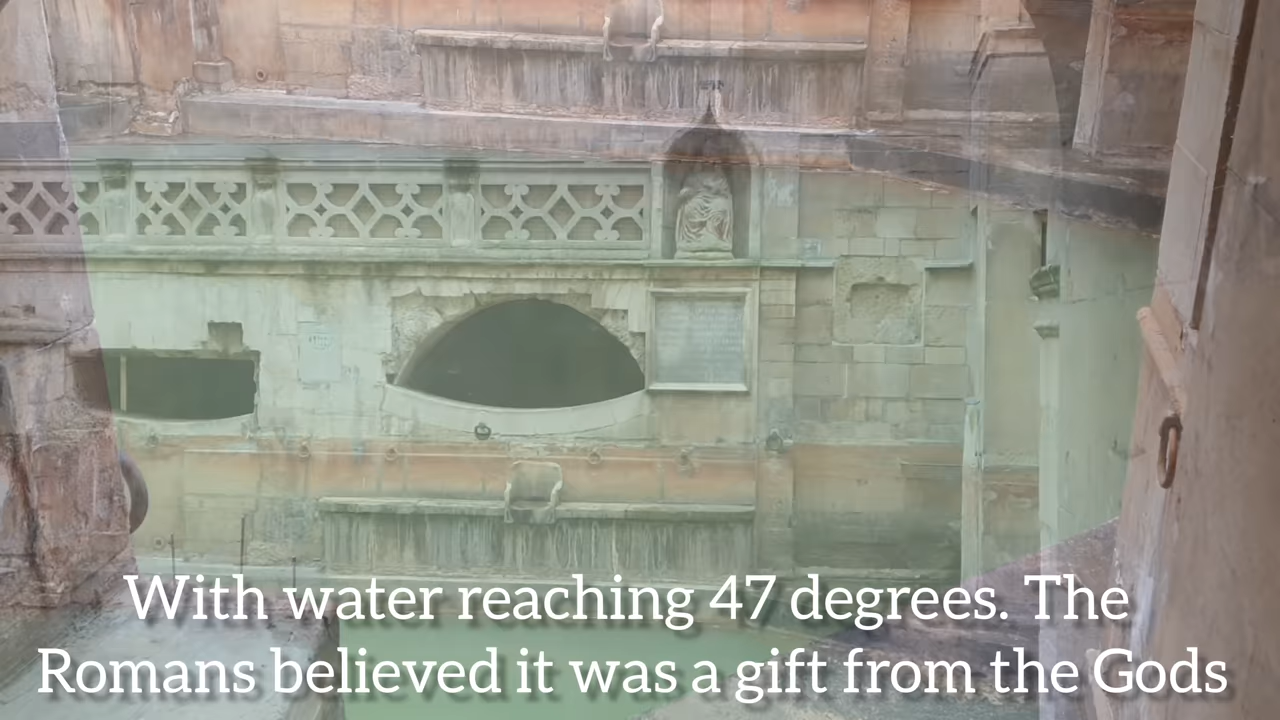 With water reaching 47 degrees. The
Romans believed it was a gift from the Gods